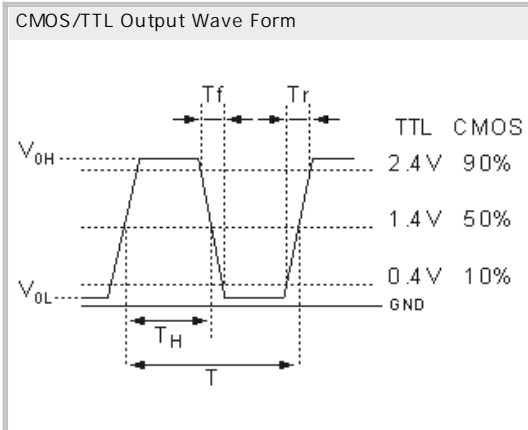 CMOS/TTL Output Wave Form
Tf Tr
TTL CMOS
V0H 2.4V 90%
1.4V 50%
0.4V 10%
V0L GND
TH
T